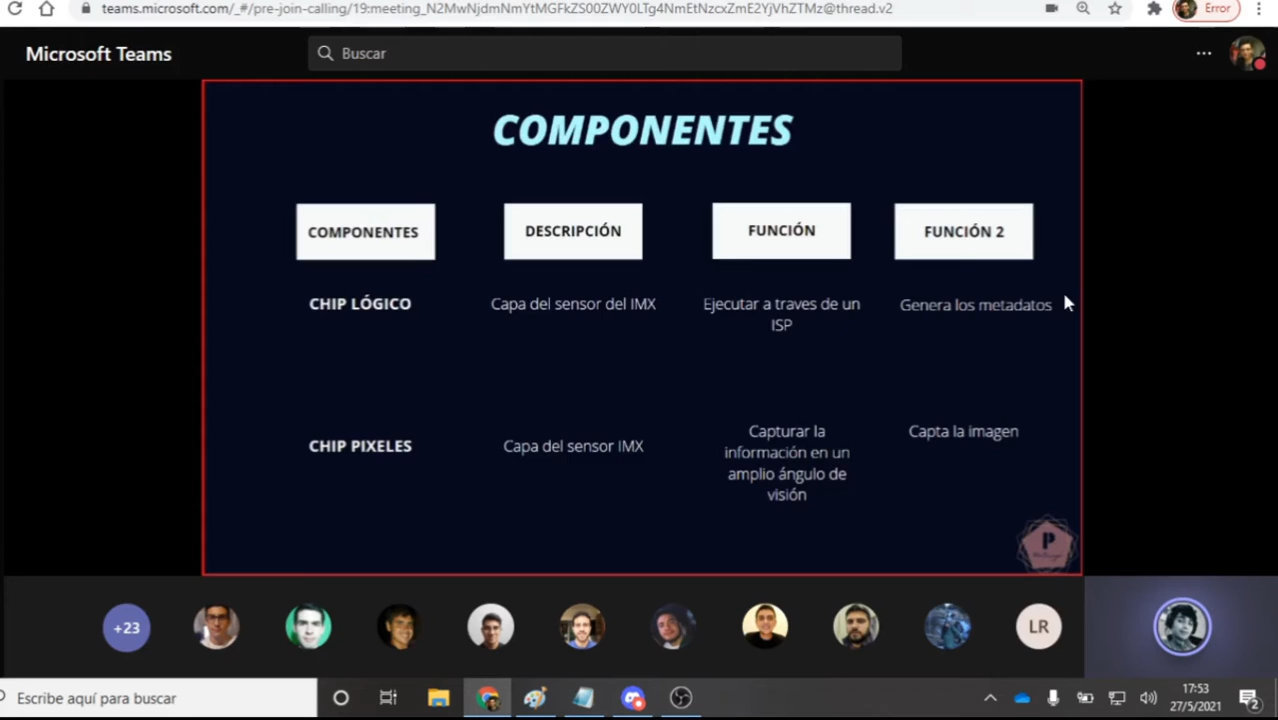 teams.microsoft.com/_#/pre-join-calling/19:meeting_N2MwNjdmNmYtMGFkZS00ZWY0LTg4NmEtNzcxZmE2YjVhZTMz@thread.v2
Error
Microsoft Teams
Buscar
COMPONENTES
COMPONENTES
DESCRIPCIÓN
FUNCIÓN
FUNCIÓN 2
CHIP LÓGICO
Capa del sensor del IMX
Ejecutar a traves de un
ISP
Genera los metadatos
CHIP PIXELES
Capa del sensor IMX
Capturar la
información en un
amplio ángulo de
visión
Capta la imagen
P
+23
LR
Escribe aquí para buscar
17:53
27/5/2021
2